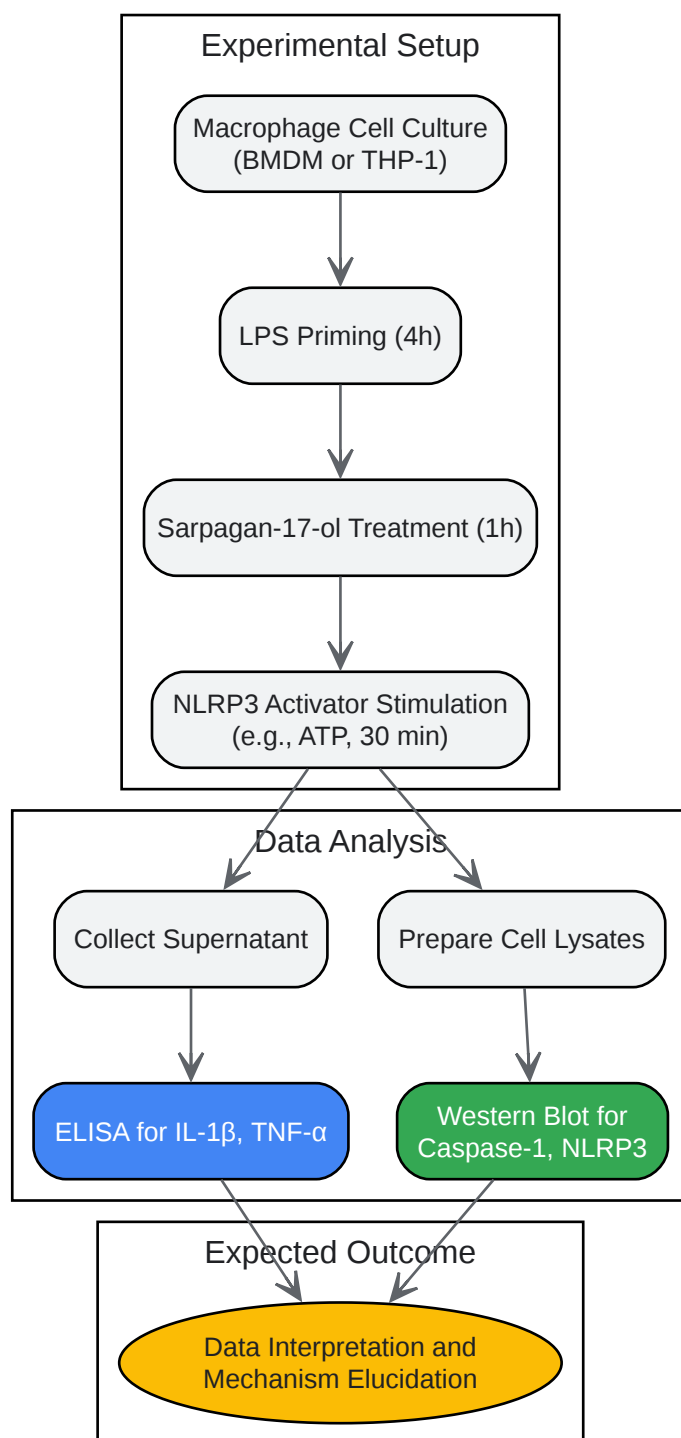 Experimental Setup
Macrophage Cell Culture
(BMDM or THP-1)
LPS Priming (4h)
Sarpagan-17-ol Treatment (1h)
NLRP3 Activator Stimulation
(e.g., ATP, 30 min)
Data Analysis
Collect Supernatant
Prepare Cell Lysates
ELISA for IL-1β, TNF-α
Western Blot for
Caspase-1, NLRP3
Expected Outcome
Data Interpretation and
Mechanism Elucidation